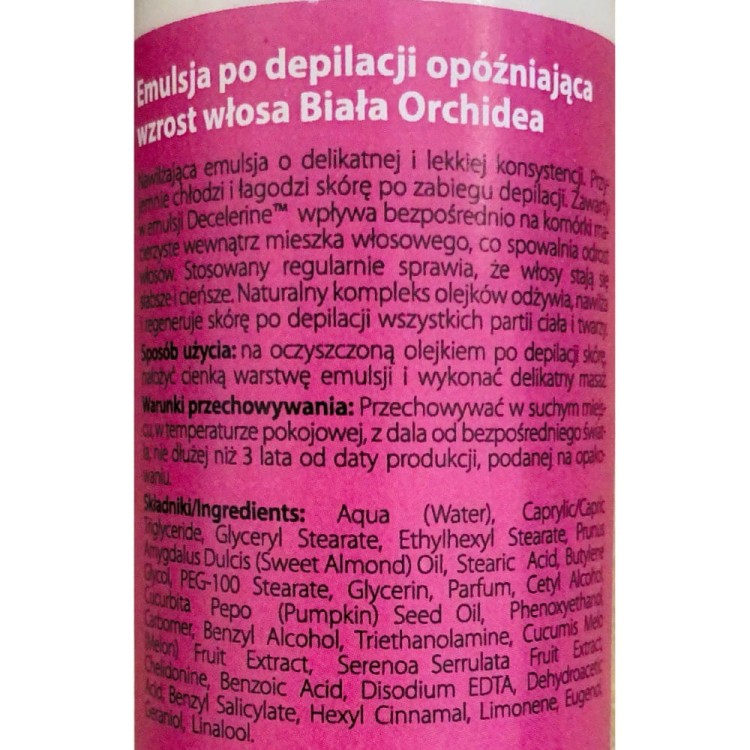 Emulsja po depilacji opóźniająca
wzrost włosa Biała Orchidea
Nawilżająca emulsja o delikatnej i lekkiej konsystencji. Przy-
jemnie chłodzi i łagodzi skórę po zabiegu depilacji. Zawarty
w emulsji Decelerine™ wpływa bezpośrednio na komórki ma-
cierzyste wewnątrz mieszka włosowego, co spowalnia odrost
włosów. Stosowany regularnie sprawia, że włosy stają się
słabsze i cieńsze. Naturalny kompleks olejków odżywia, nawilża
i regeneruje skórę po depilacji wszystkich partii ciała i twarzy.
Sposób użycia: na oczyszczoną olejkiem po depilacji skórę
nałożyć cienką warstwę emulsji i wykonać delikatny masaż.
Warunki przechowywania: Przechowywać w suchym miejs-
cu, w temperaturze pokojowej, z dala od bezpośredniego świat-
ła, nie dłużej niż 3 lata od daty produkcji, podanej na opako-
waniu.
Składniki/Ingredients: Aqua (Water), Caprylic/Capric
Triglyceride, Glyceryl Stearate, Ethylhexyl Stearate, Prunus
Amygdalus Dulcis (Sweet Almond) Oil, Stearic Acid, Butylene
Glycol, PEG-100 Stearate, Glycerin, Parfum, Cetyl Alcohol,
Cucurbita Pepo (Pumpkin) Seed Oil, Phenoxyethanol,
Carbomer, Benzyl Alcohol, Triethanolamine, Cucumis Melo
(Melon) Fruit Extract, Serenoa Serrulata Fruit Extract,
Chelidonine, Benzoic Acid, Disodium EDTA, Dehydroacetic
Acid, Benzyl Salicylate, Hexyl Cinnamal, Limonene, Eugenol,
Geraniol, Linalool.